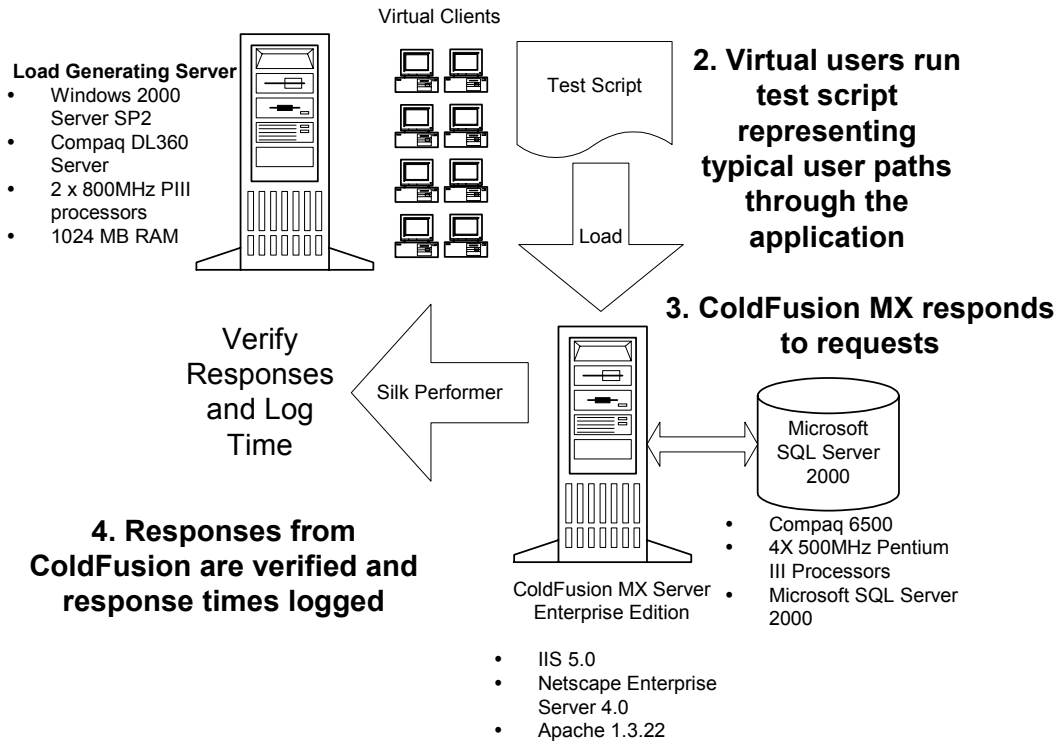 Virtual Clients
Load Generating Server
• Windows 2000
Server SP2
• Compaq DL360
Server
• 2 x 800MHz PIII
processors
• 1024 MB RAM
Test Script
2. Virtual users run
test script
representing
typical user paths
through the
application
Load
3. ColdFusion MX responds
to requests
Verify
Responses
and Log
Time
Silk Performer
Microsoft
SQL Server
2000
• Compaq 6500
• 4X 500MHz Pentium
III Processors
• Microsoft SQL Server
2000
4. Responses from
ColdFusion are verified and
response times logged
ColdFusion MX Server
Enterprise Edition
• IIS 5.0
• Netscape Enterprise
Server 4.0
• Apache 1.3.22